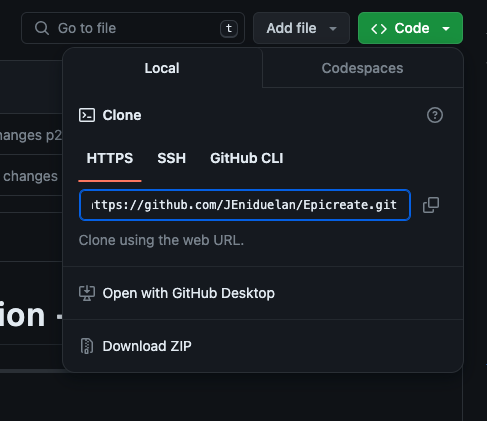 Go to file t Add file <> Code
Local Codespaces
Clone
HTTPS SSH GitHub CLI
ttps://github.com/JEniduelan/Epicreate.git
Clone using the web URL.
Open with GitHub Desktop
Download ZIP
hanges p2
changes
ion -